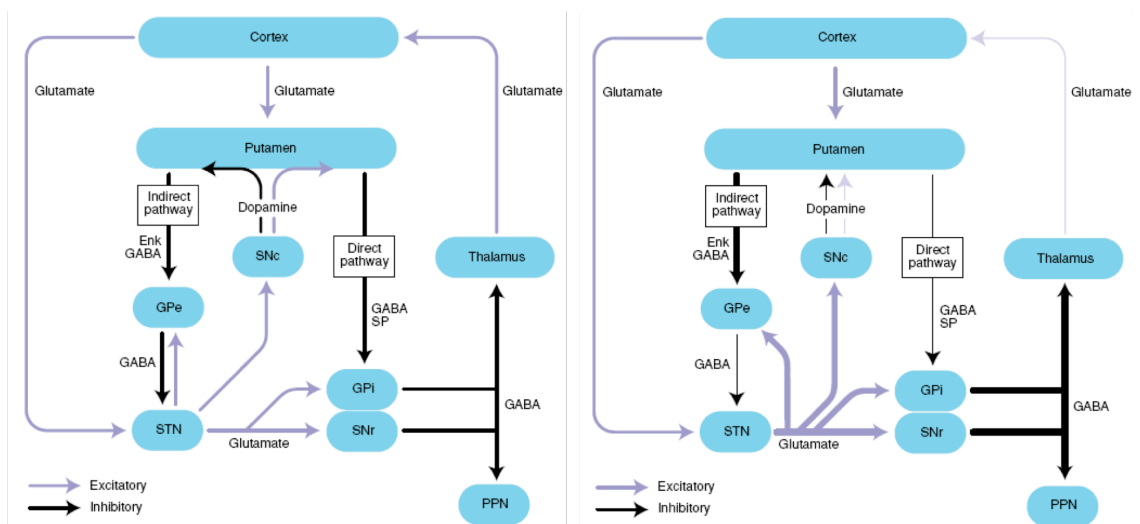 Cortex
Glutamate
Glutamate
Glutamate
Putamen
Indirect
pathway
Dopamine
Enk
GABA
SNc
Direct
pathway
Thalamus
GPe
GABA
SP
GABA
GPi
GABA
STN
Glutamate
SNr
Excitatory
Inhibitory
PPN
Cortex
Glutamate
Glutamate
Glutamate
Putamen
Indirect
pathway
Dopamine
Enk
GABA
SNc
Direct
pathway
Thalamus
GPe
GABA
SP
GABA
GPi
GABA
STN
Glutamate
SNr
Excitatory
Inhibitory
PPN